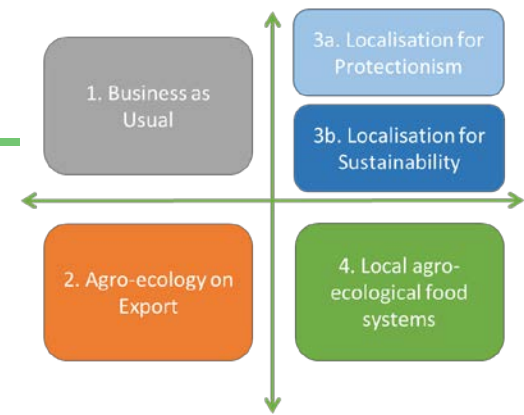 1. Business as
Usual
3a. Localisation for
Protectionism
3b. Localisation for
Sustainability
2. Agro-ecology on
Export
4. Local agro-
ecological food
systems